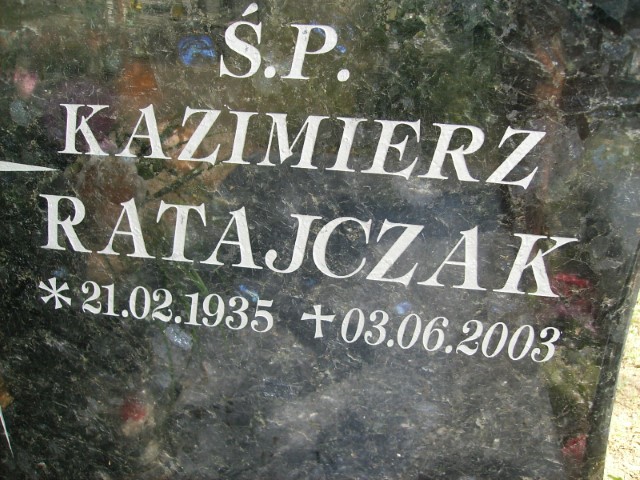 Ś.P.
KAZIMIERZ
RATAJCZAK
*21.02.1935 +03.06.2003